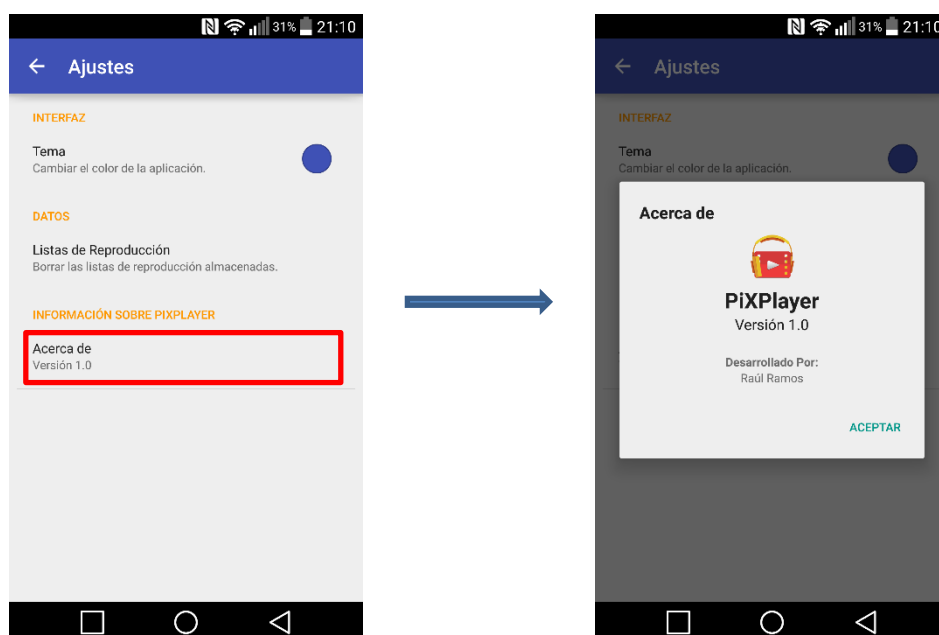 31% 21:10
Ajustes
INTERFAZ
Tema
Cambiar el color de la aplicación.
DATOS
Listas de Reproducción
Borrar las listas de reproducción almacenadas.
INFORMACIÓN SOBRE PIXPLAYER
Acerca de
Versión 1.0
31% 21:10
Ajustes
INTERFAZ
Tema
Cambiar el color de la aplicación.
Acerca de
PiXPlayer
Versión 1.0
Desarrollado Por:
Raúl Ramos
ACEPTAR